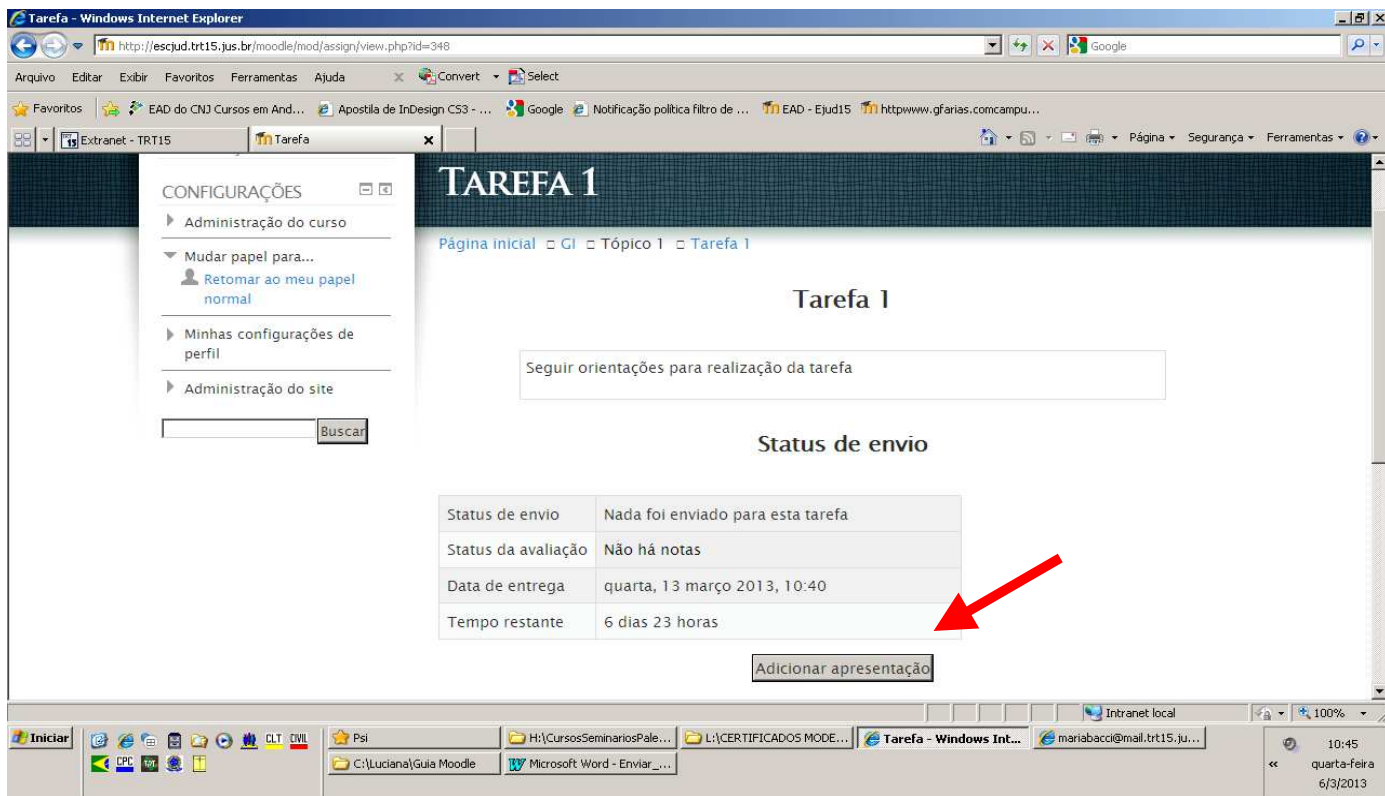 Tarefa - Windows Internet Explorer
http://escjud.trt15.jus.br/moodle/mod/assign/view.php?id=348
Google
Arquivo Editar Exibir Favoritos Ferramentas Ajuda
Convert
Select
Favoritos
EAD do CNJ Cursos em And...
Apostila de InDesign CS3 - ...
Google
Notificação política filtro de ...
EAD - Ejud15
httpwww.gfarias.comcampu...
Extranet - TRT15
Tarefa
Página
Segurança
Ferramentas
CONFIGURAÇÕES
Administração do curso
Mudar papel para...
Retomar ao meu papel
normal
Minhas configurações de
perfil
Administração do site
Buscar
TAREFA 1
Página inicial GI Tópico 1 Tarefa 1
Tarefa 1
Seguir orientações para realização da tarefa
Status de envio
Status de envio Nada foi enviado para esta tarefa
Status da avaliação Não há notas
Data de entrega quarta, 13 março 2013, 10:40
Tempo restante 6 dias 23 horas
Adicionar apresentação
Intranet local
100%
Iniciar
CLT
CIVIL
CPC
Psi
H:\CursosSeminariosPale...
L:\CERTIFICADOS MODE...
Tarefa - Windows Int...
mariabacci@mail.trt15.ju...
C:\Luciana\Guia Moodle
Microsoft Word - Enviar_...
10:45
quarta-feira
6/3/2013